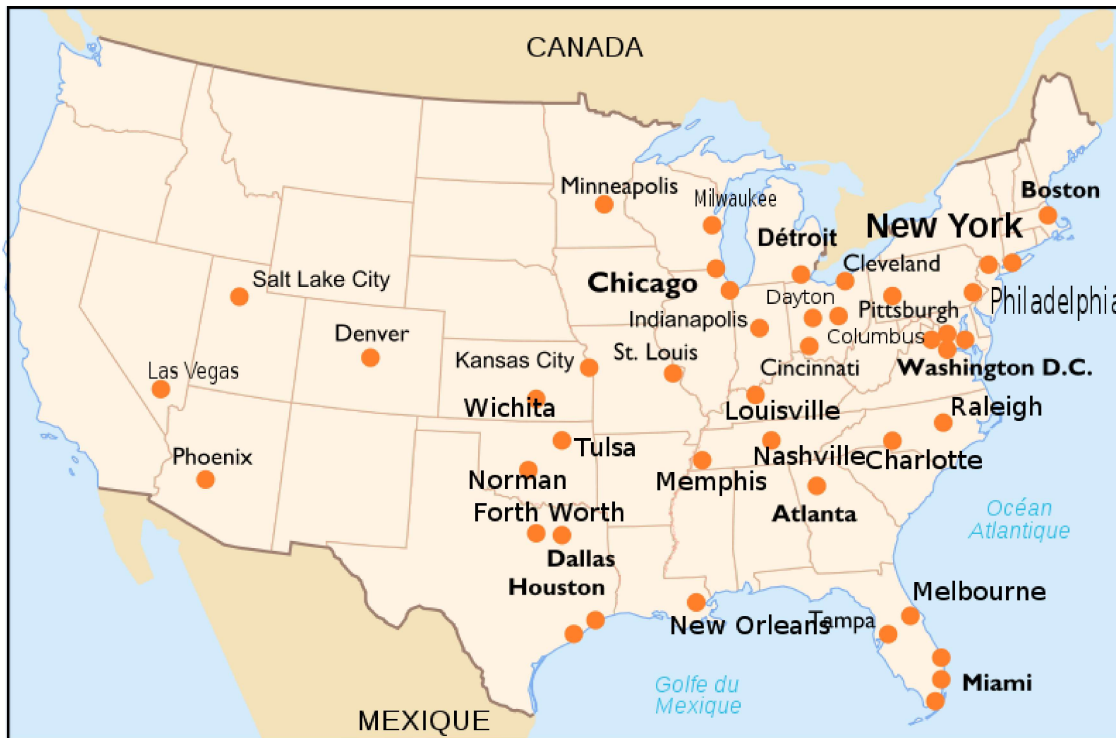 CANADA
Minneapolis
Milwaukee
Boston
New York
Détroit
Cleveland
Salt Lake City
Chicago
Dayton
Pittsburgh
Philadelphia
Indianapolis
Denver
Columbus
Kansas City
St. Louis
Cincinnati
Washington D.C.
Las Vegas
Wichita
Louisville
Raleigh
Tulsa
Phoenix
Nashville
Charlotte
Norman
Memphis
Forth Worth
Atlanta
Océan
Atlantique
Dallas
Houston
Melbourne
New Orleans
Tampa
Golfe du
Mexique
Miami
MEXIQUE